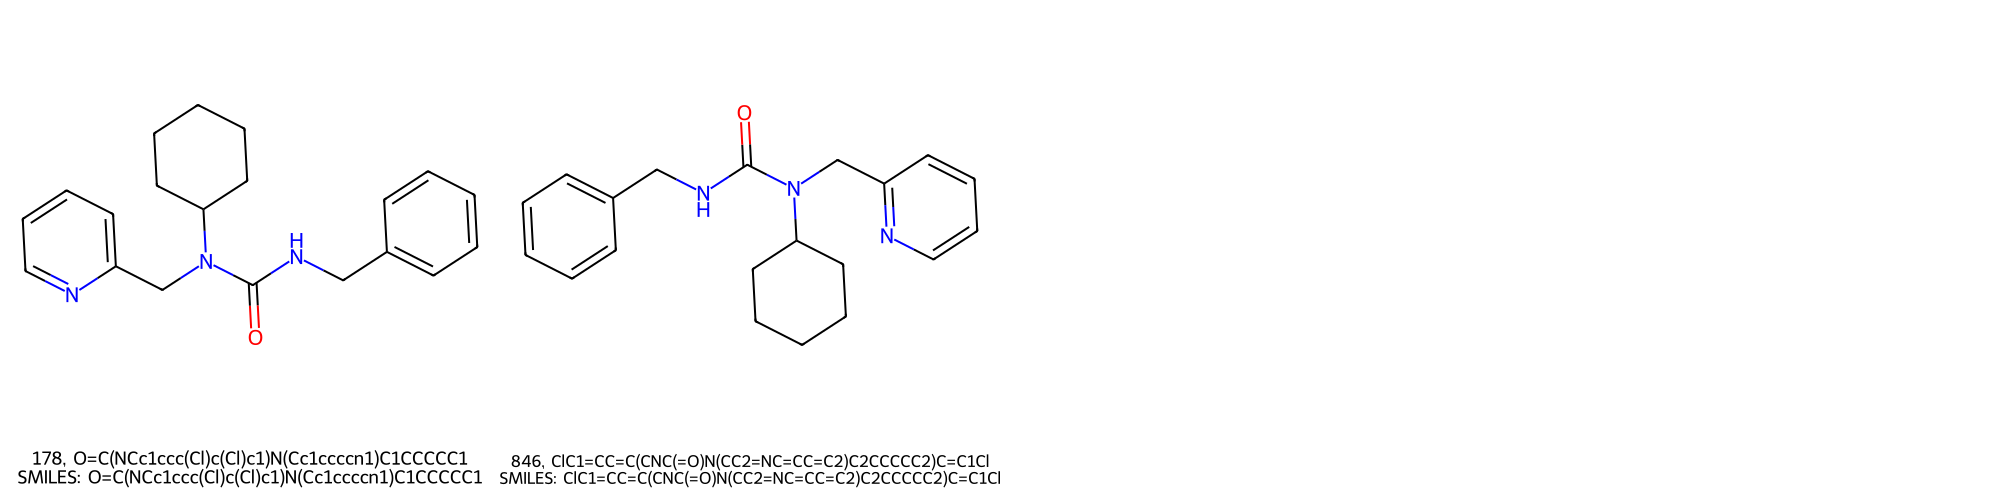 O
H
N
N
N
O
H
N
N
N
O
178, O=C(NCc1ccc(Cl)c(Cl)c1)N(Cc1ccccn1)C1CCCCC1
SMILES: O=C(NCc1ccc(Cl)c(Cl)c1)N(Cc1ccccn1)C1CCCCC1
846, ClC1=CC=C(CNC(=O)N(CC2=NC=CC=C2)C2CCCCC2)C=C1Cl
SMILES: ClC1=CC=C(CNC(=O)N(CC2=NC=CC=C2)C2CCCCC2)C=C1Cl